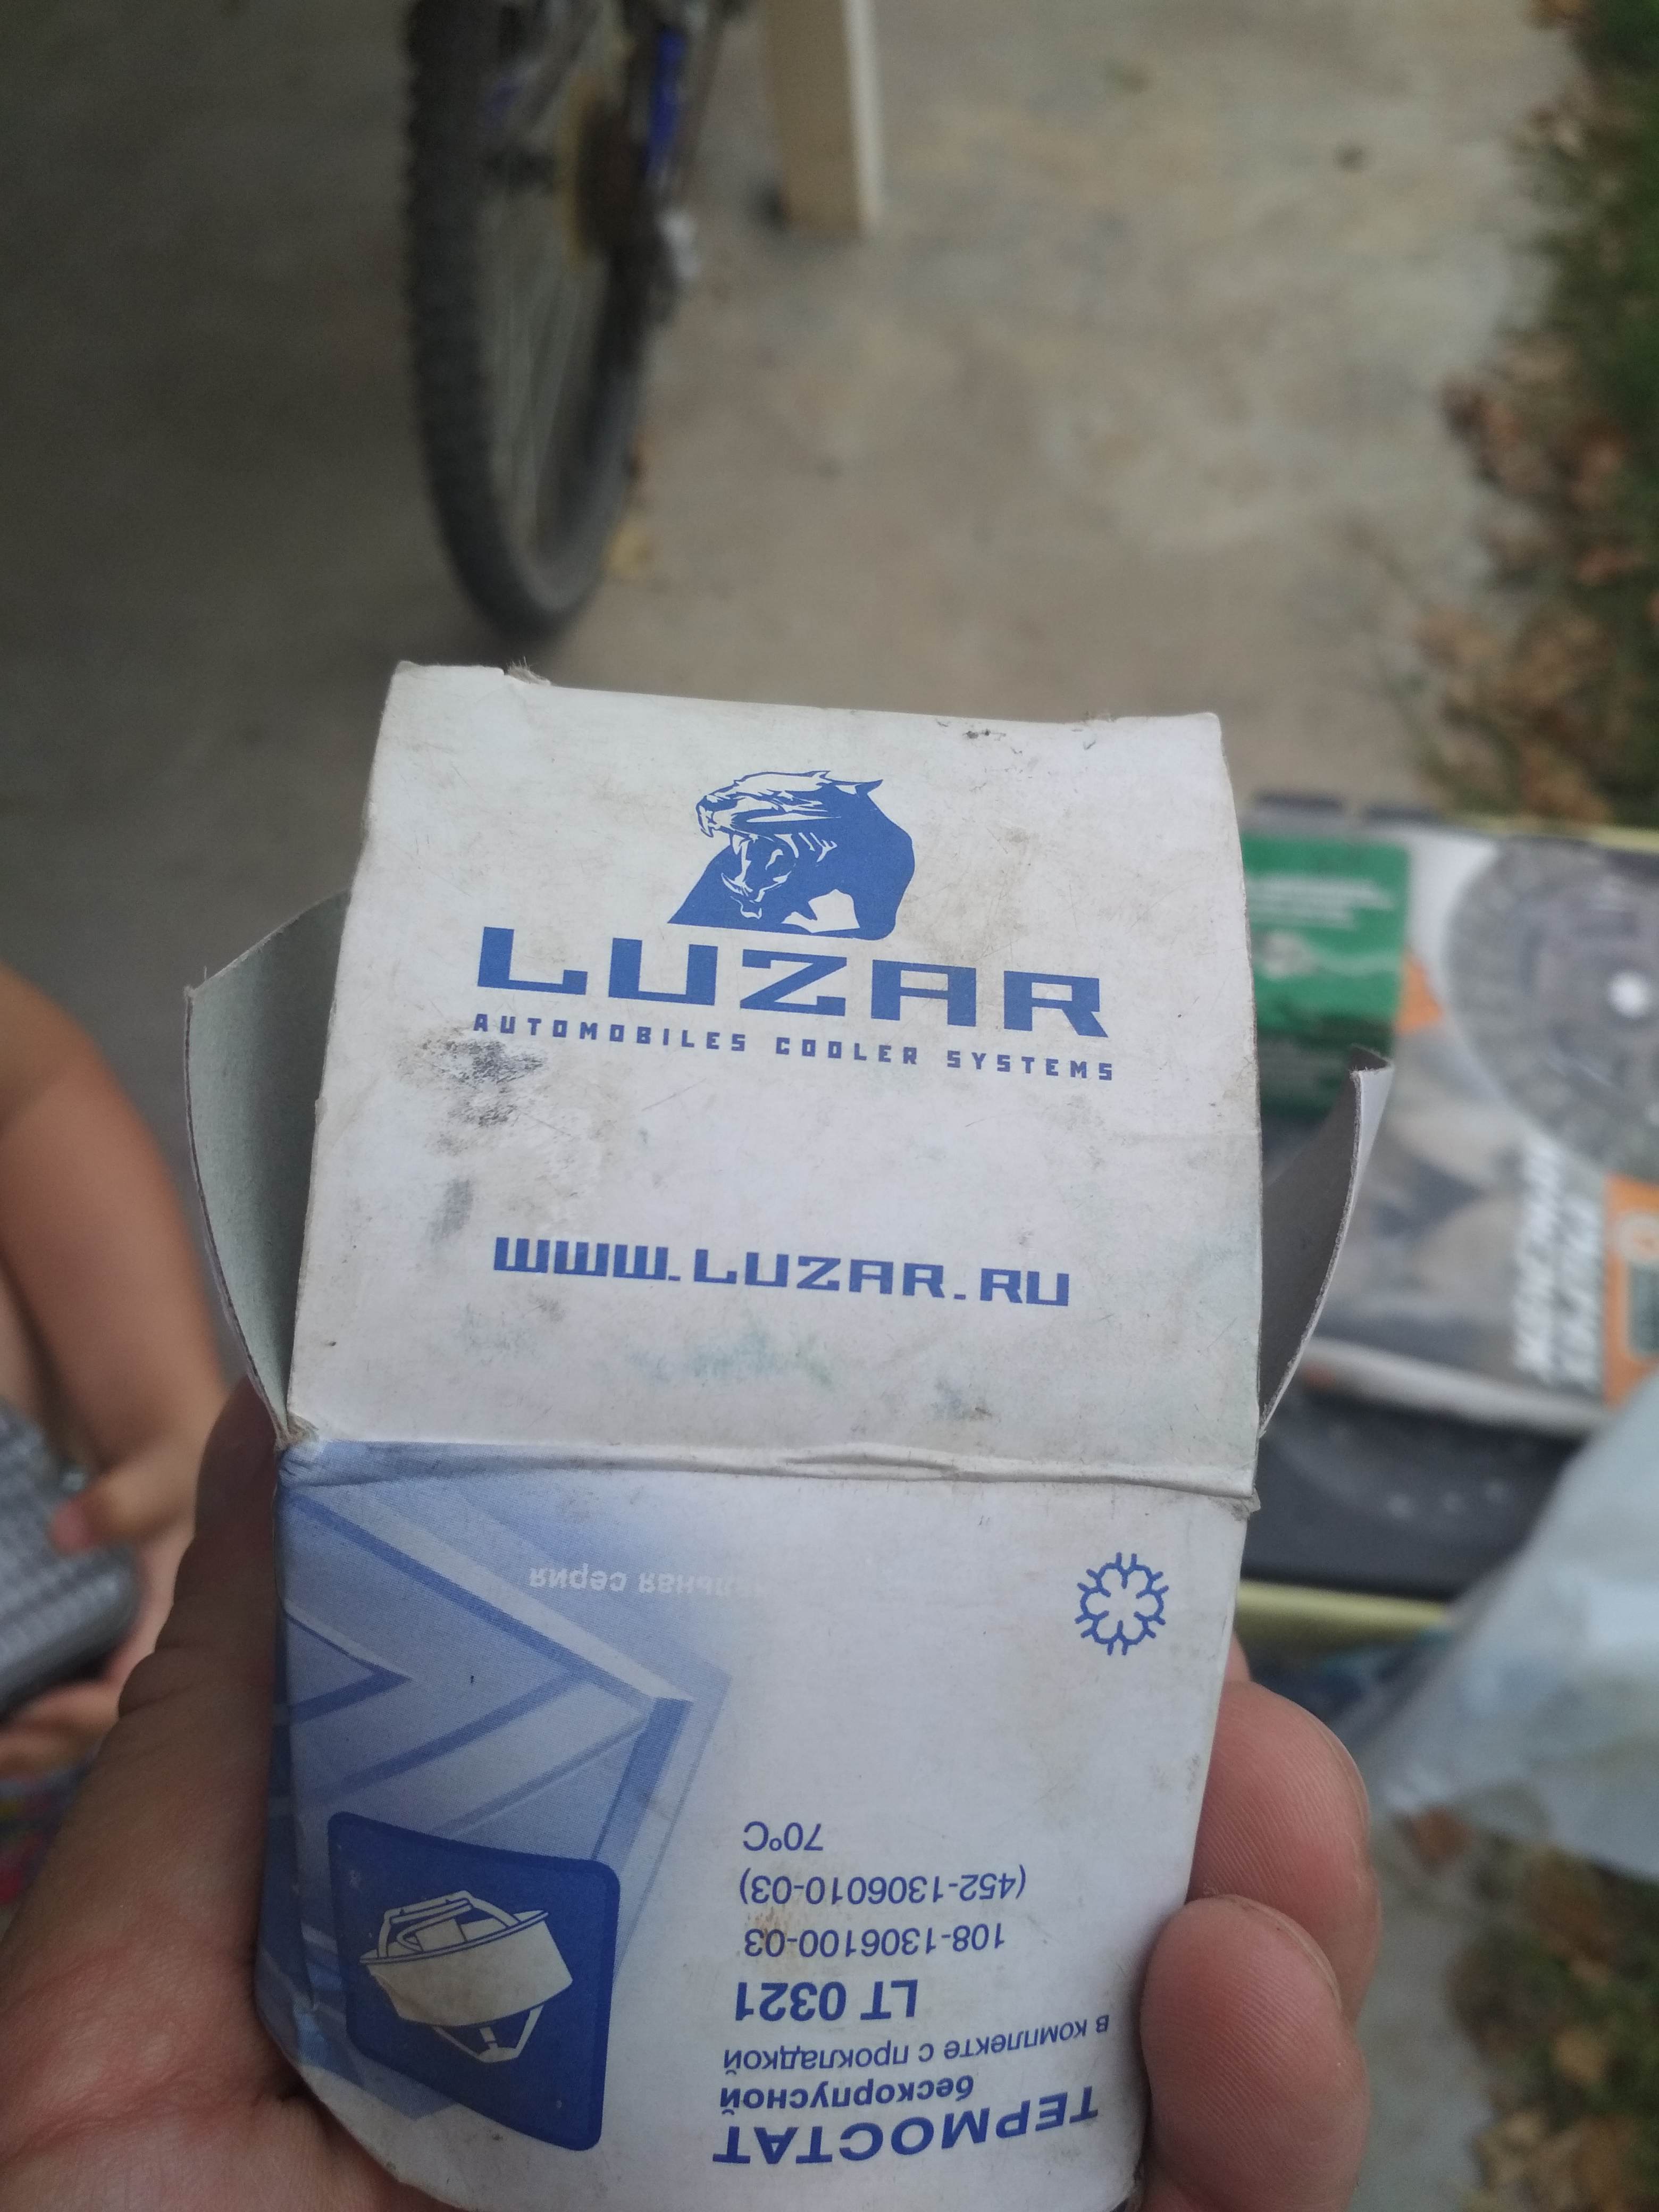 LUZAR
AUTOMOBILES COOLER SYSTEMS
WWW.LUZAR.RU
ТЕРМОСТАТ
бескорпусной
в комплекте с прокладкой
LT 0321
108-1306100-03
(452-1306010-03)
70°C
серия